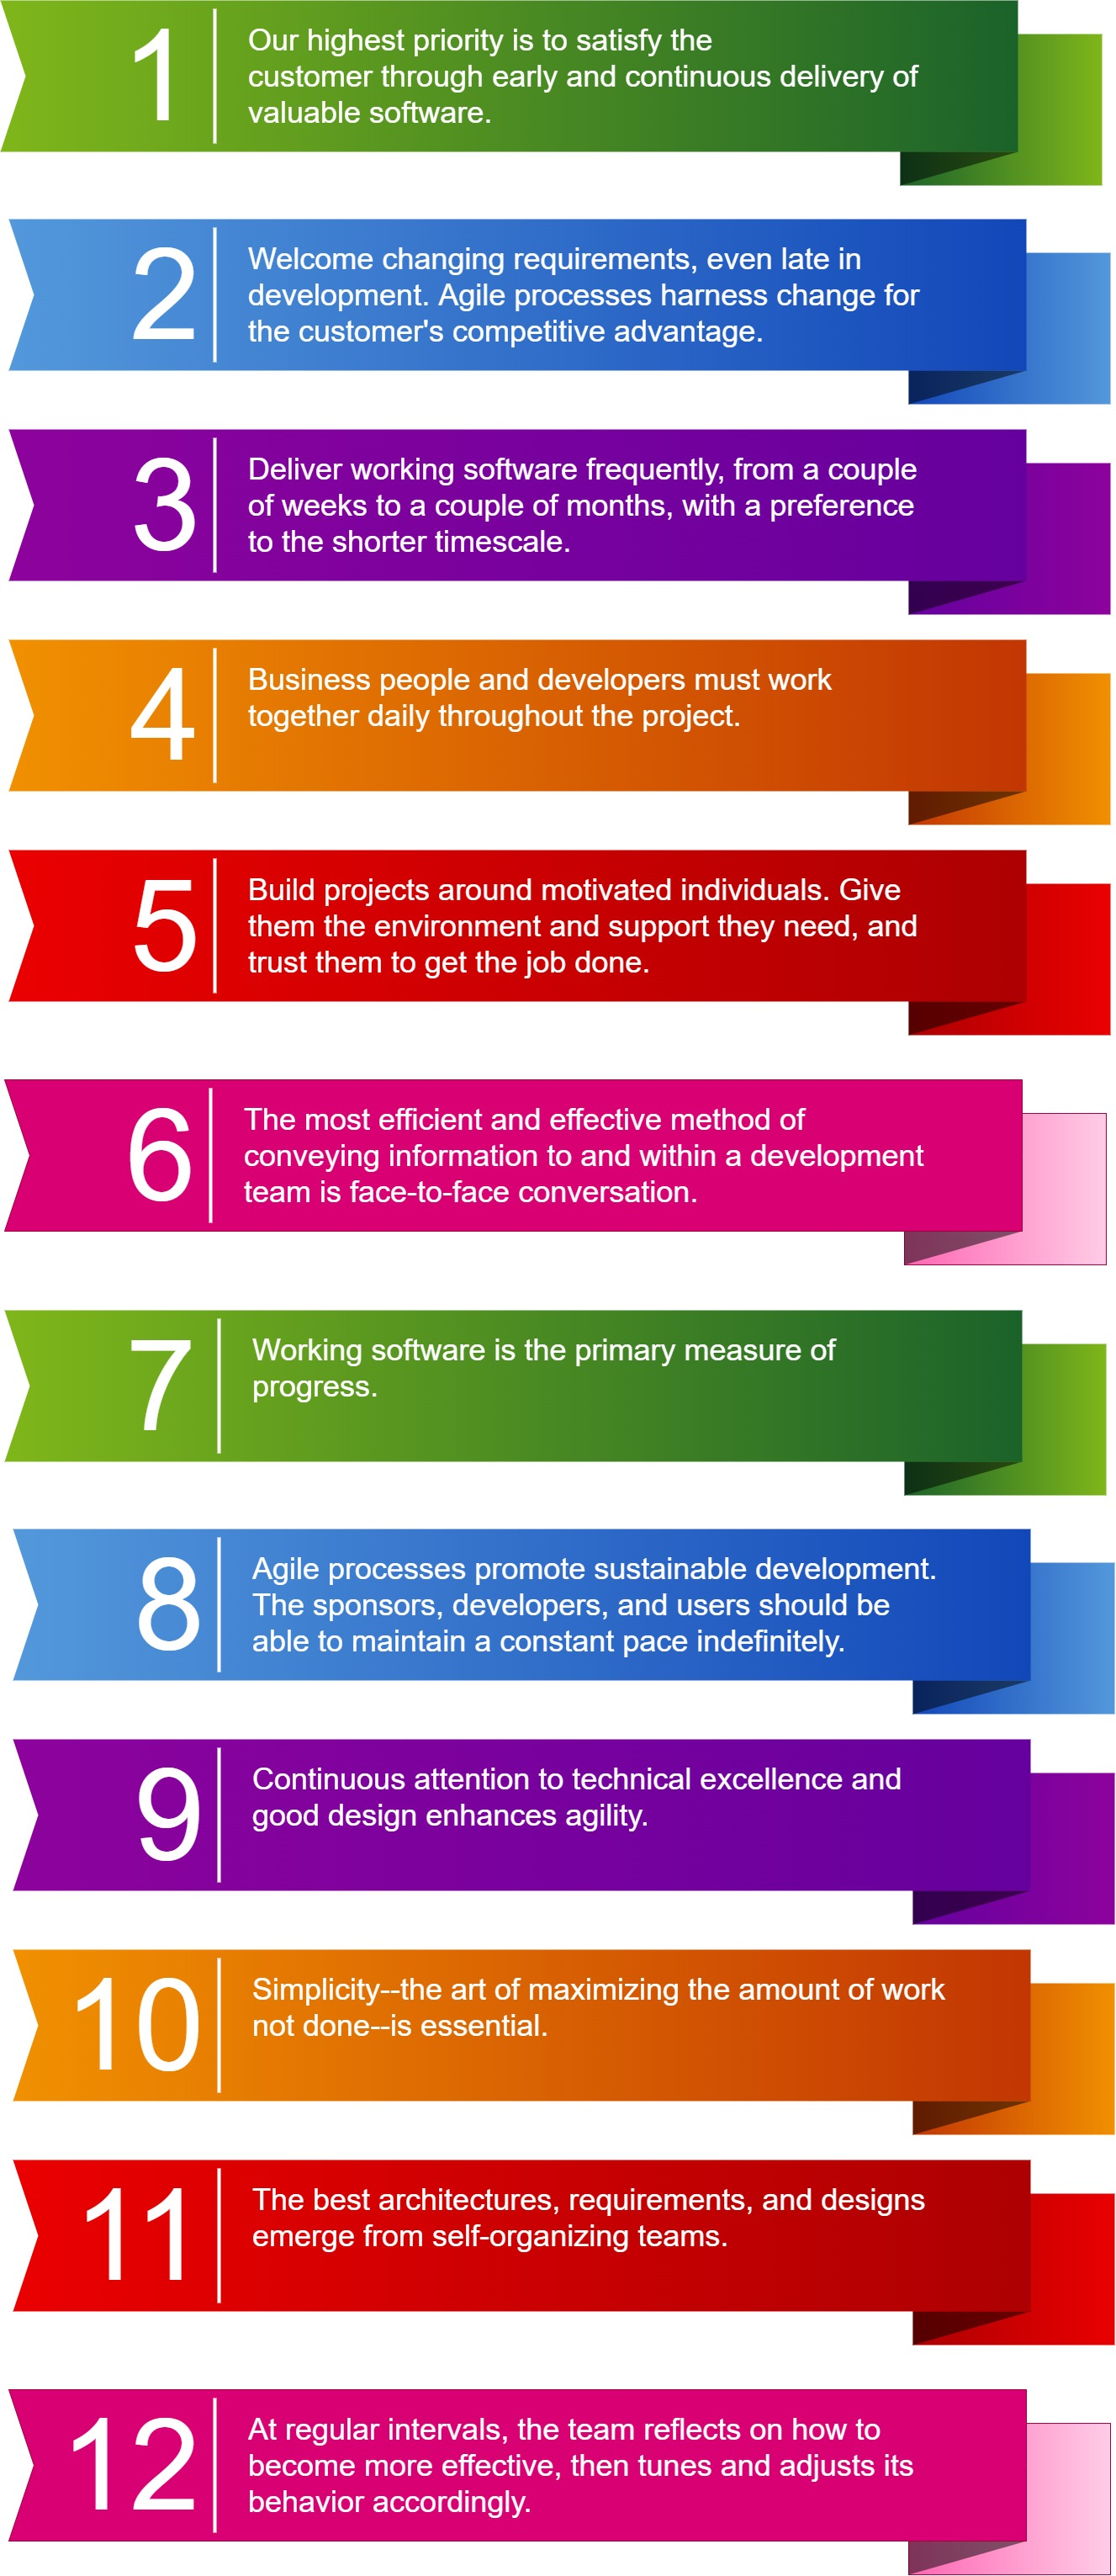 1
Our highest priority is to satisfy the
customer through early and continuous delivery of
valuable software.
2
Welcome changing requirements, even late in
development. Agile processes harness change for
the customer's competitive advantage.
3
Deliver working software frequently, from a couple
of weeks to a couple of months, with a preference
to the shorter timescale.
4
Business people and developers must work
together daily throughout the project.
5
Build projects around motivated individuals. Give
them the environment and support they need, and
trust them to get the job done.
6
The most efficient and effective method of
conveying information to and within a development
team is face-to-face conversation.
7
Working software is the primary measure of
progress.
8
Agile processes promote sustainable development.
The sponsors, developers, and users should be
able to maintain a constant pace indefinitely.
9
Continuous attention to technical excellence and
good design enhances agility.
10
Simplicity--the art of maximizing the amount of work
not done--is essential.
11
The best architectures, requirements, and designs
emerge from self-organizing teams.
12
At regular intervals, the team reflects on how to
become more effective, then tunes and adjusts its
behavior accordingly.